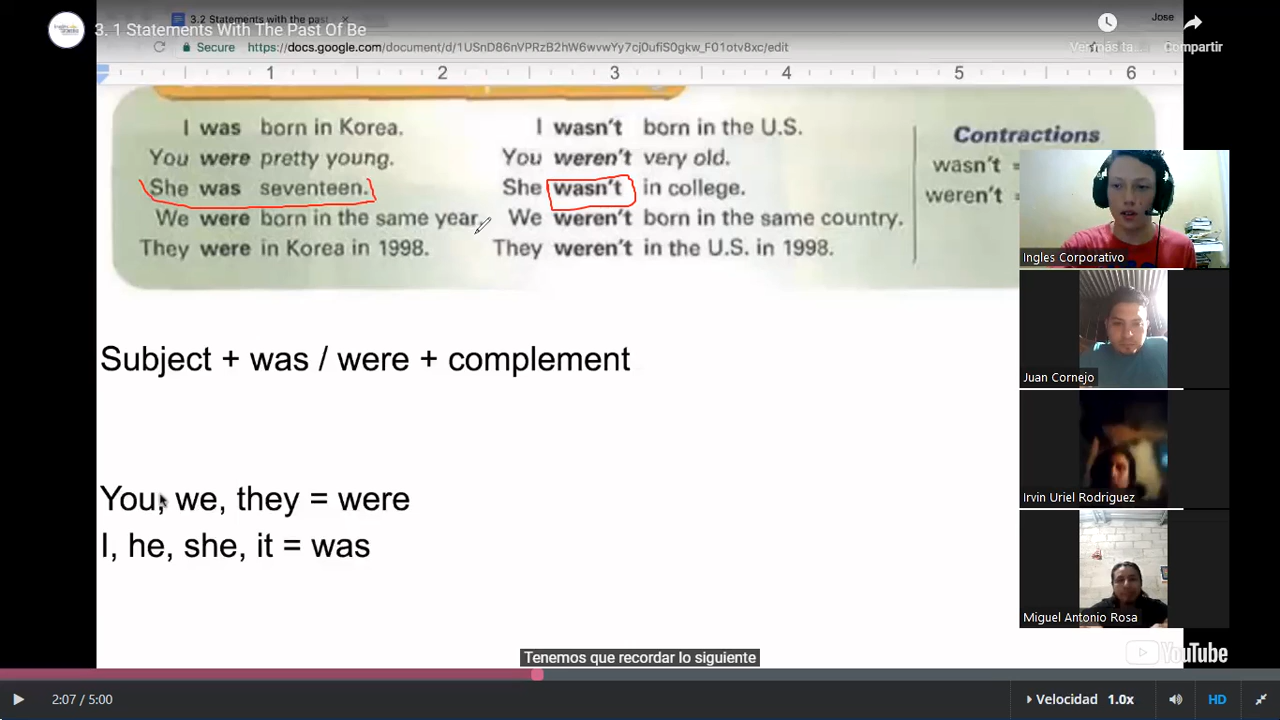 3.2 Statements with the past
3. 1 Statements With The Past Of Be
Jose
Secure https://docs.google.com/document/d/1USnD86nVPRzB2hW6wvwYy7cj0ufiS0gkw_F01otv8xc/edit
Ver más ta...
Compartir
1 2 3 4 5 6
I was born in Korea.
You were pretty young.
She was seventeen.
We were born in the same year.
They were in Korea in 1998.
I wasn't born in the U.S.
You weren't very old.
She wasn't in college.
We weren't born in the same country.
They weren't in the U.S. in 1998.
Contractions
wasn't =
weren't =
Subject + was / were + complement
You, we, they = were
I, he, she, it = was
Ingles Corporativo
Juan Cornejo
Irvin Uriel Rodriguez
Miguel Antonio Rosa
Tenemos que recordar lo siguiente
YouTube
2:07 / 5:00
Velocidad 1.0x
HD